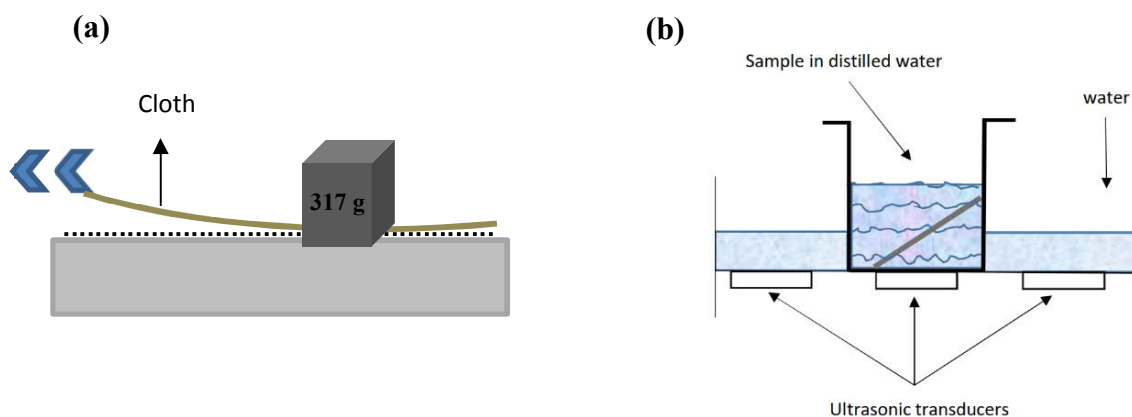 (a)
Cloth
317 g
(b)
Sample in distilled water
water
Ultrasonic transducers